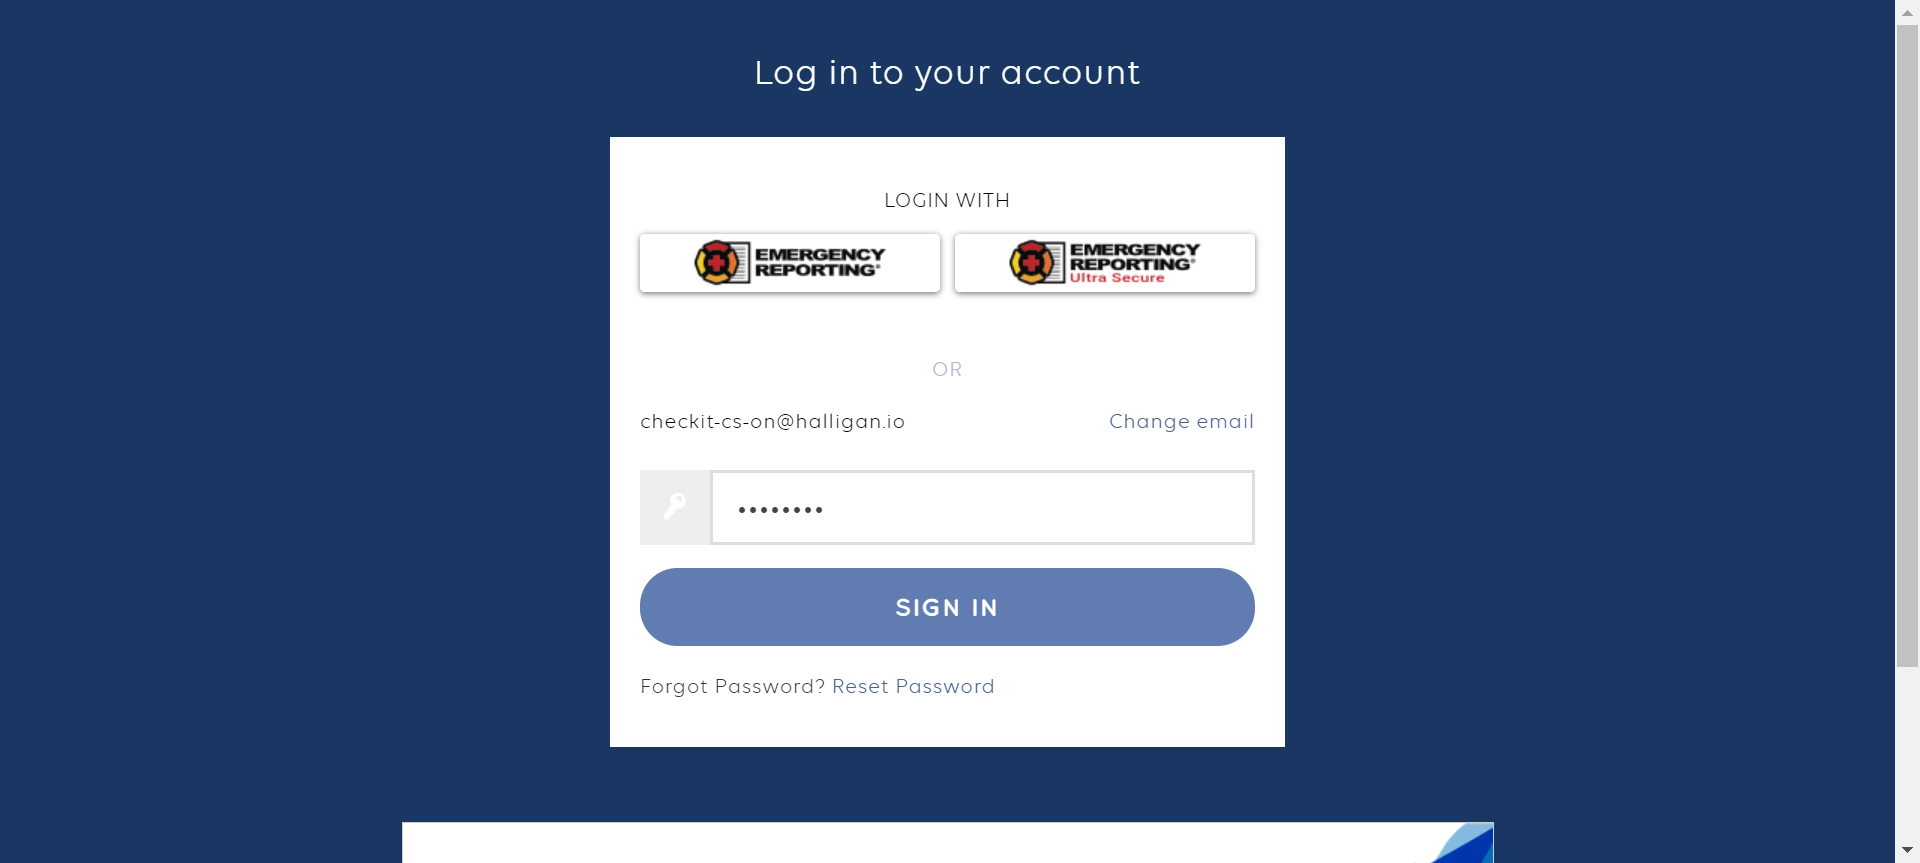 Log in to your account
LOGIN WITH
EMERGENCY
REPORTING®
EMERGENCY
REPORTING®
Ultra Secure
OR
checkit-cs-on@halligan.io
Change email
••••••••
SIGN IN
Forgot Password? Reset Password